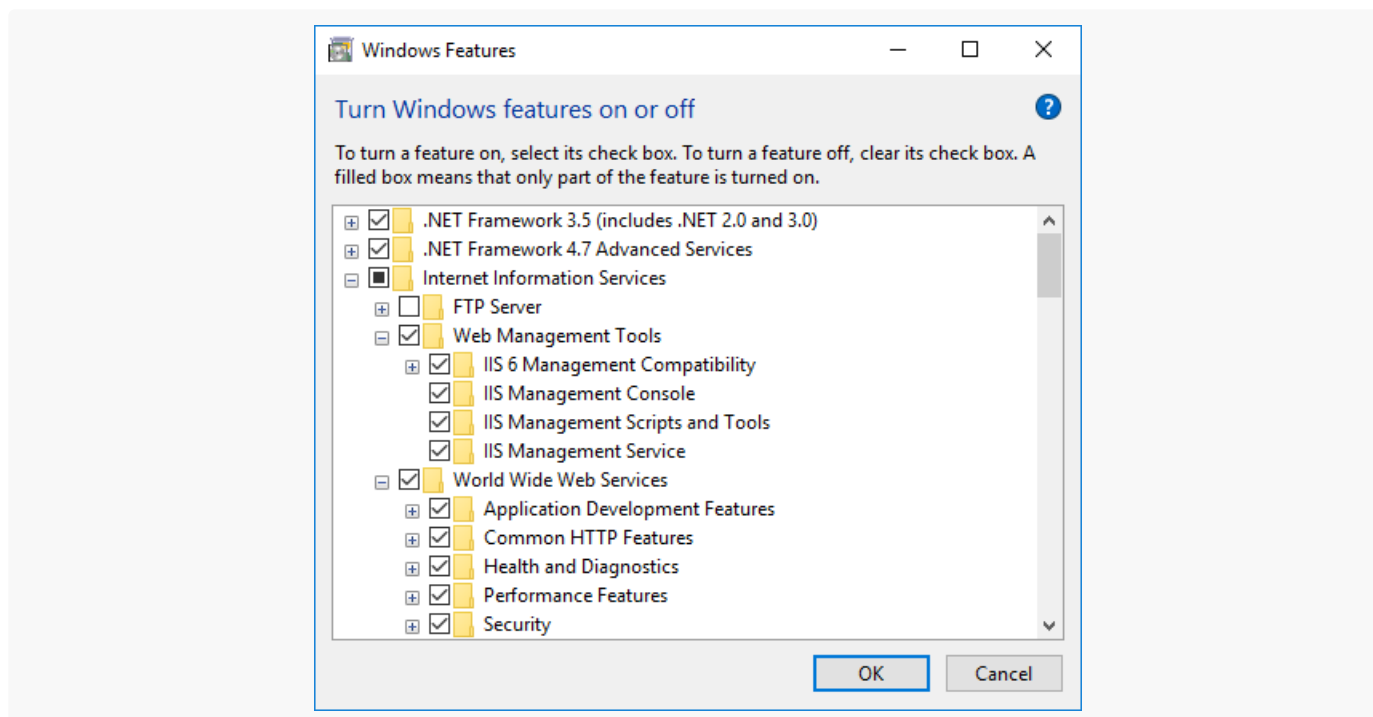 Windows Features
Turn Windows features on or off
?
To turn a feature on, select its check box. To turn a feature off, clear its check box. A
filled box means that only part of the feature is turned on.
.NET Framework 3.5 (includes .NET 2.0 and 3.0)
.NET Framework 4.7 Advanced Services
Internet Information Services
FTP Server
Web Management Tools
IIS 6 Management Compatibility
IIS Management Console
IIS Management Scripts and Tools
IIS Management Service
World Wide Web Services
Application Development Features
Common HTTP Features
Health and Diagnostics
Performance Features
Security
OK Cancel